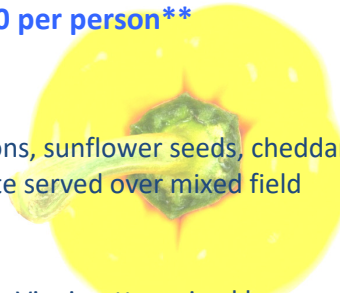 0 per person**
ons, sunflower seeds, chedda
te served over mixed field